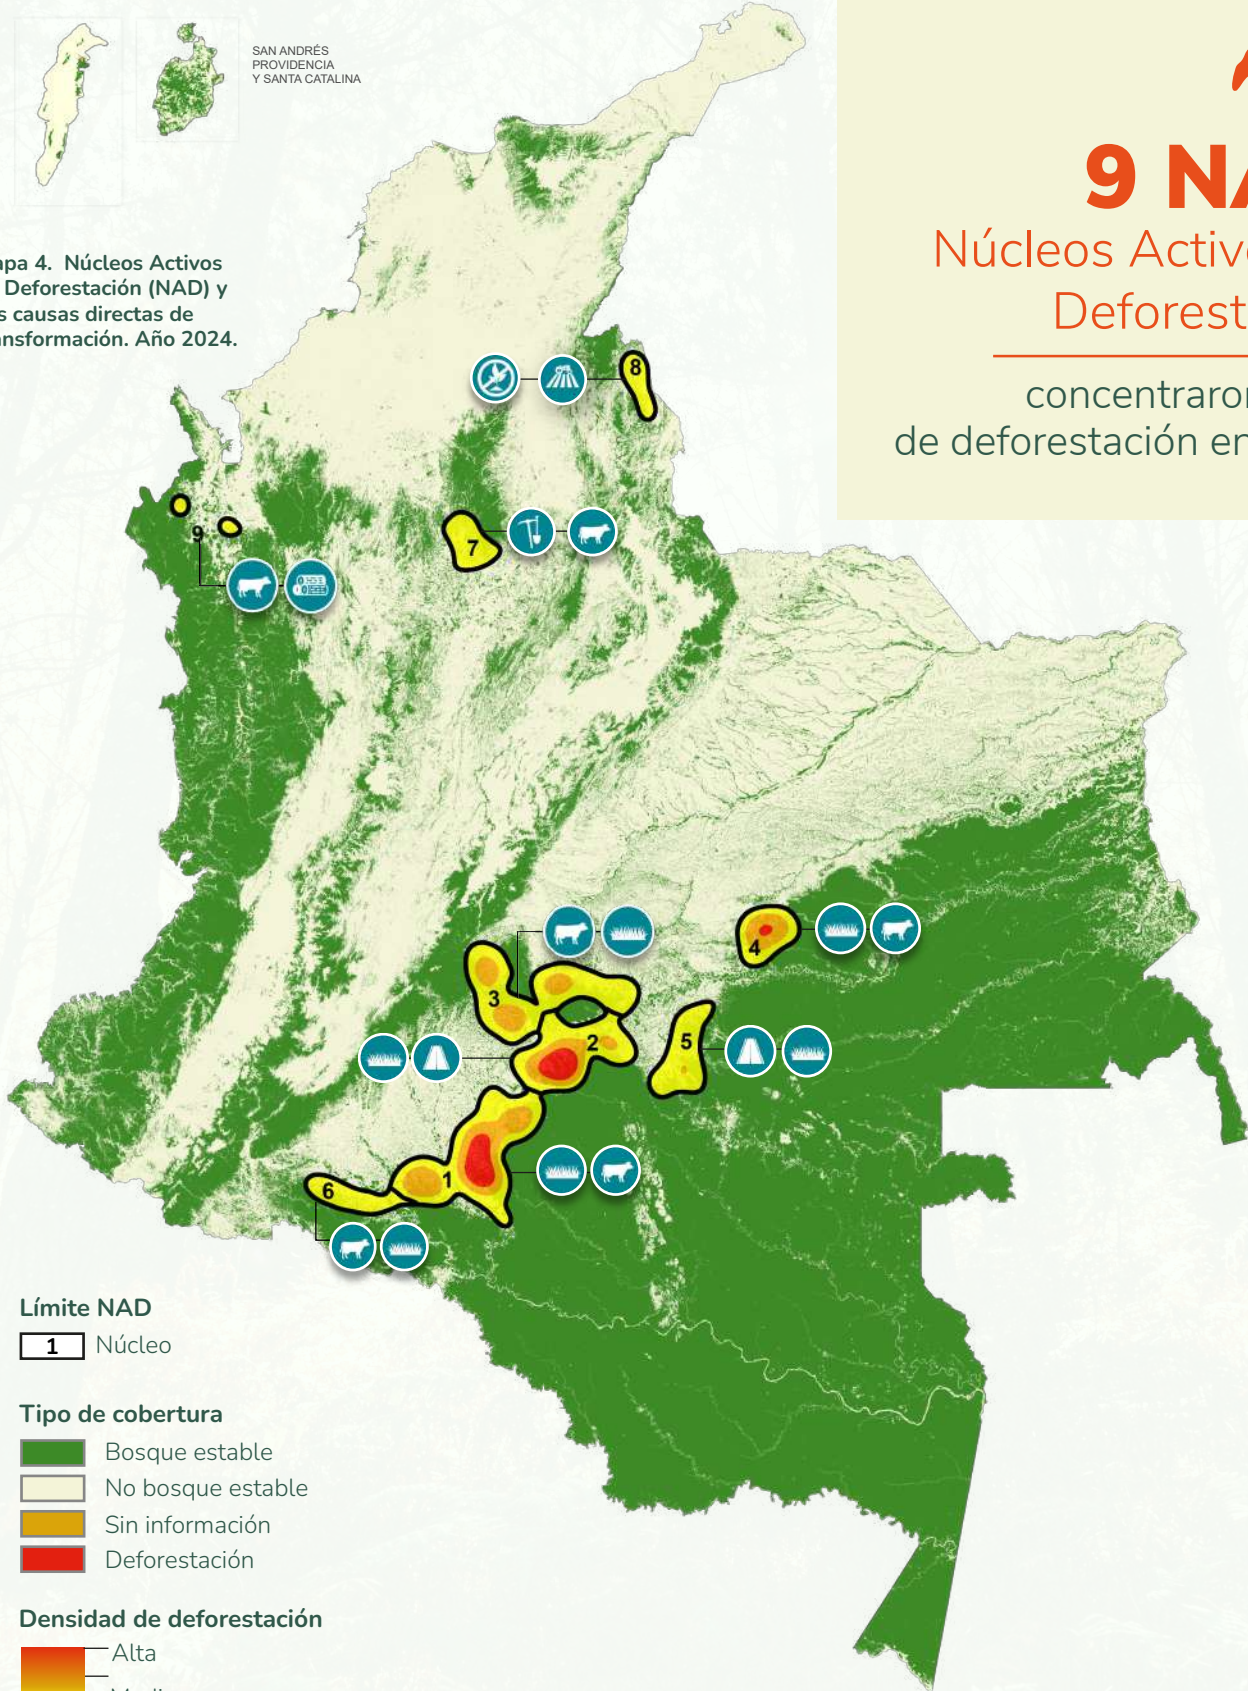 SAN ANDRÉS
PROVIDENCIA
Y SANTA CATALINA
apa 4. Núcleos Activos
Deforestación (NAD) y
s causas directas de
ansformación. Año 2024.
9 NA
Núcleos Activo
Deforest
concentraron
de deforestación en
8
9
7
4
3
2
5
1
6
Límite NAD
1 Núcleo
Tipo de cobertura
Bosque estable
No bosque estable
Sin información
Deforestación
Densidad de deforestación
Alta